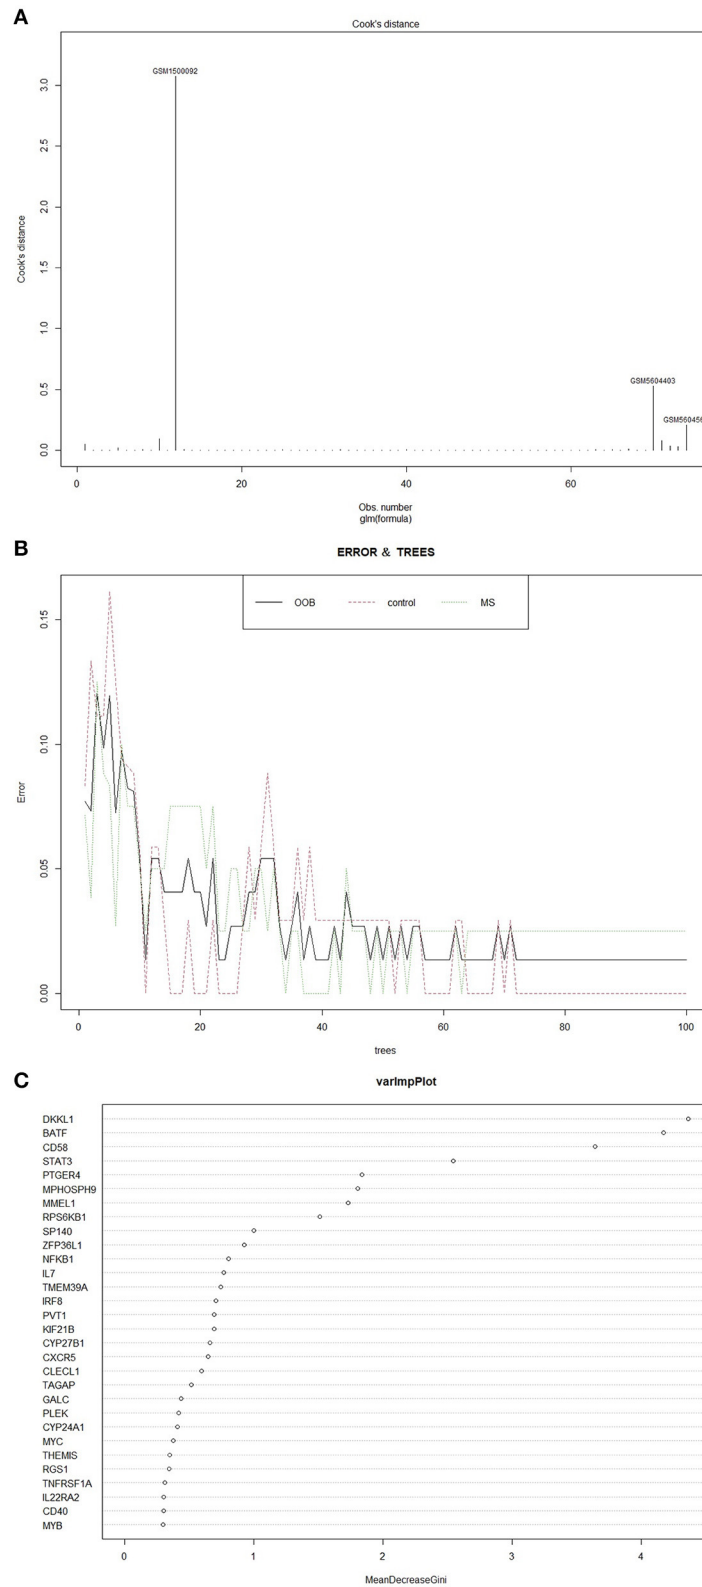 A
Cook's distance
GSM1500092
GSM5604403
GSM560456
Cook's distance
3.0
2.5
2.0
1.5
1.0
0.5
0.0
0 20 40 60
Obs. number
glm(formula)
B
ERROR & TREES
OOB control MS
Error
0.15
0.10
0.05
0.00
0 20 40 60 80 100
trees
C
varImpPlot
DKKL1
BATF
CD58
STAT3
PTGER4
MPHOSPH9
MMEL1
RPS6KB1
SP140
ZFP36L1
NFKB1
IL7
TMEM39A
IRF8
PVT1
KIF21B
CYP27B1
CXCR5
CLECL1
TAGAP
GALC
PLEK
CYP24A1
MYC
THEMIS
RGS1
TNFRSF1A
IL22RA2
CD40
MYB
0 1 2 3 4
MeanDecreaseGini